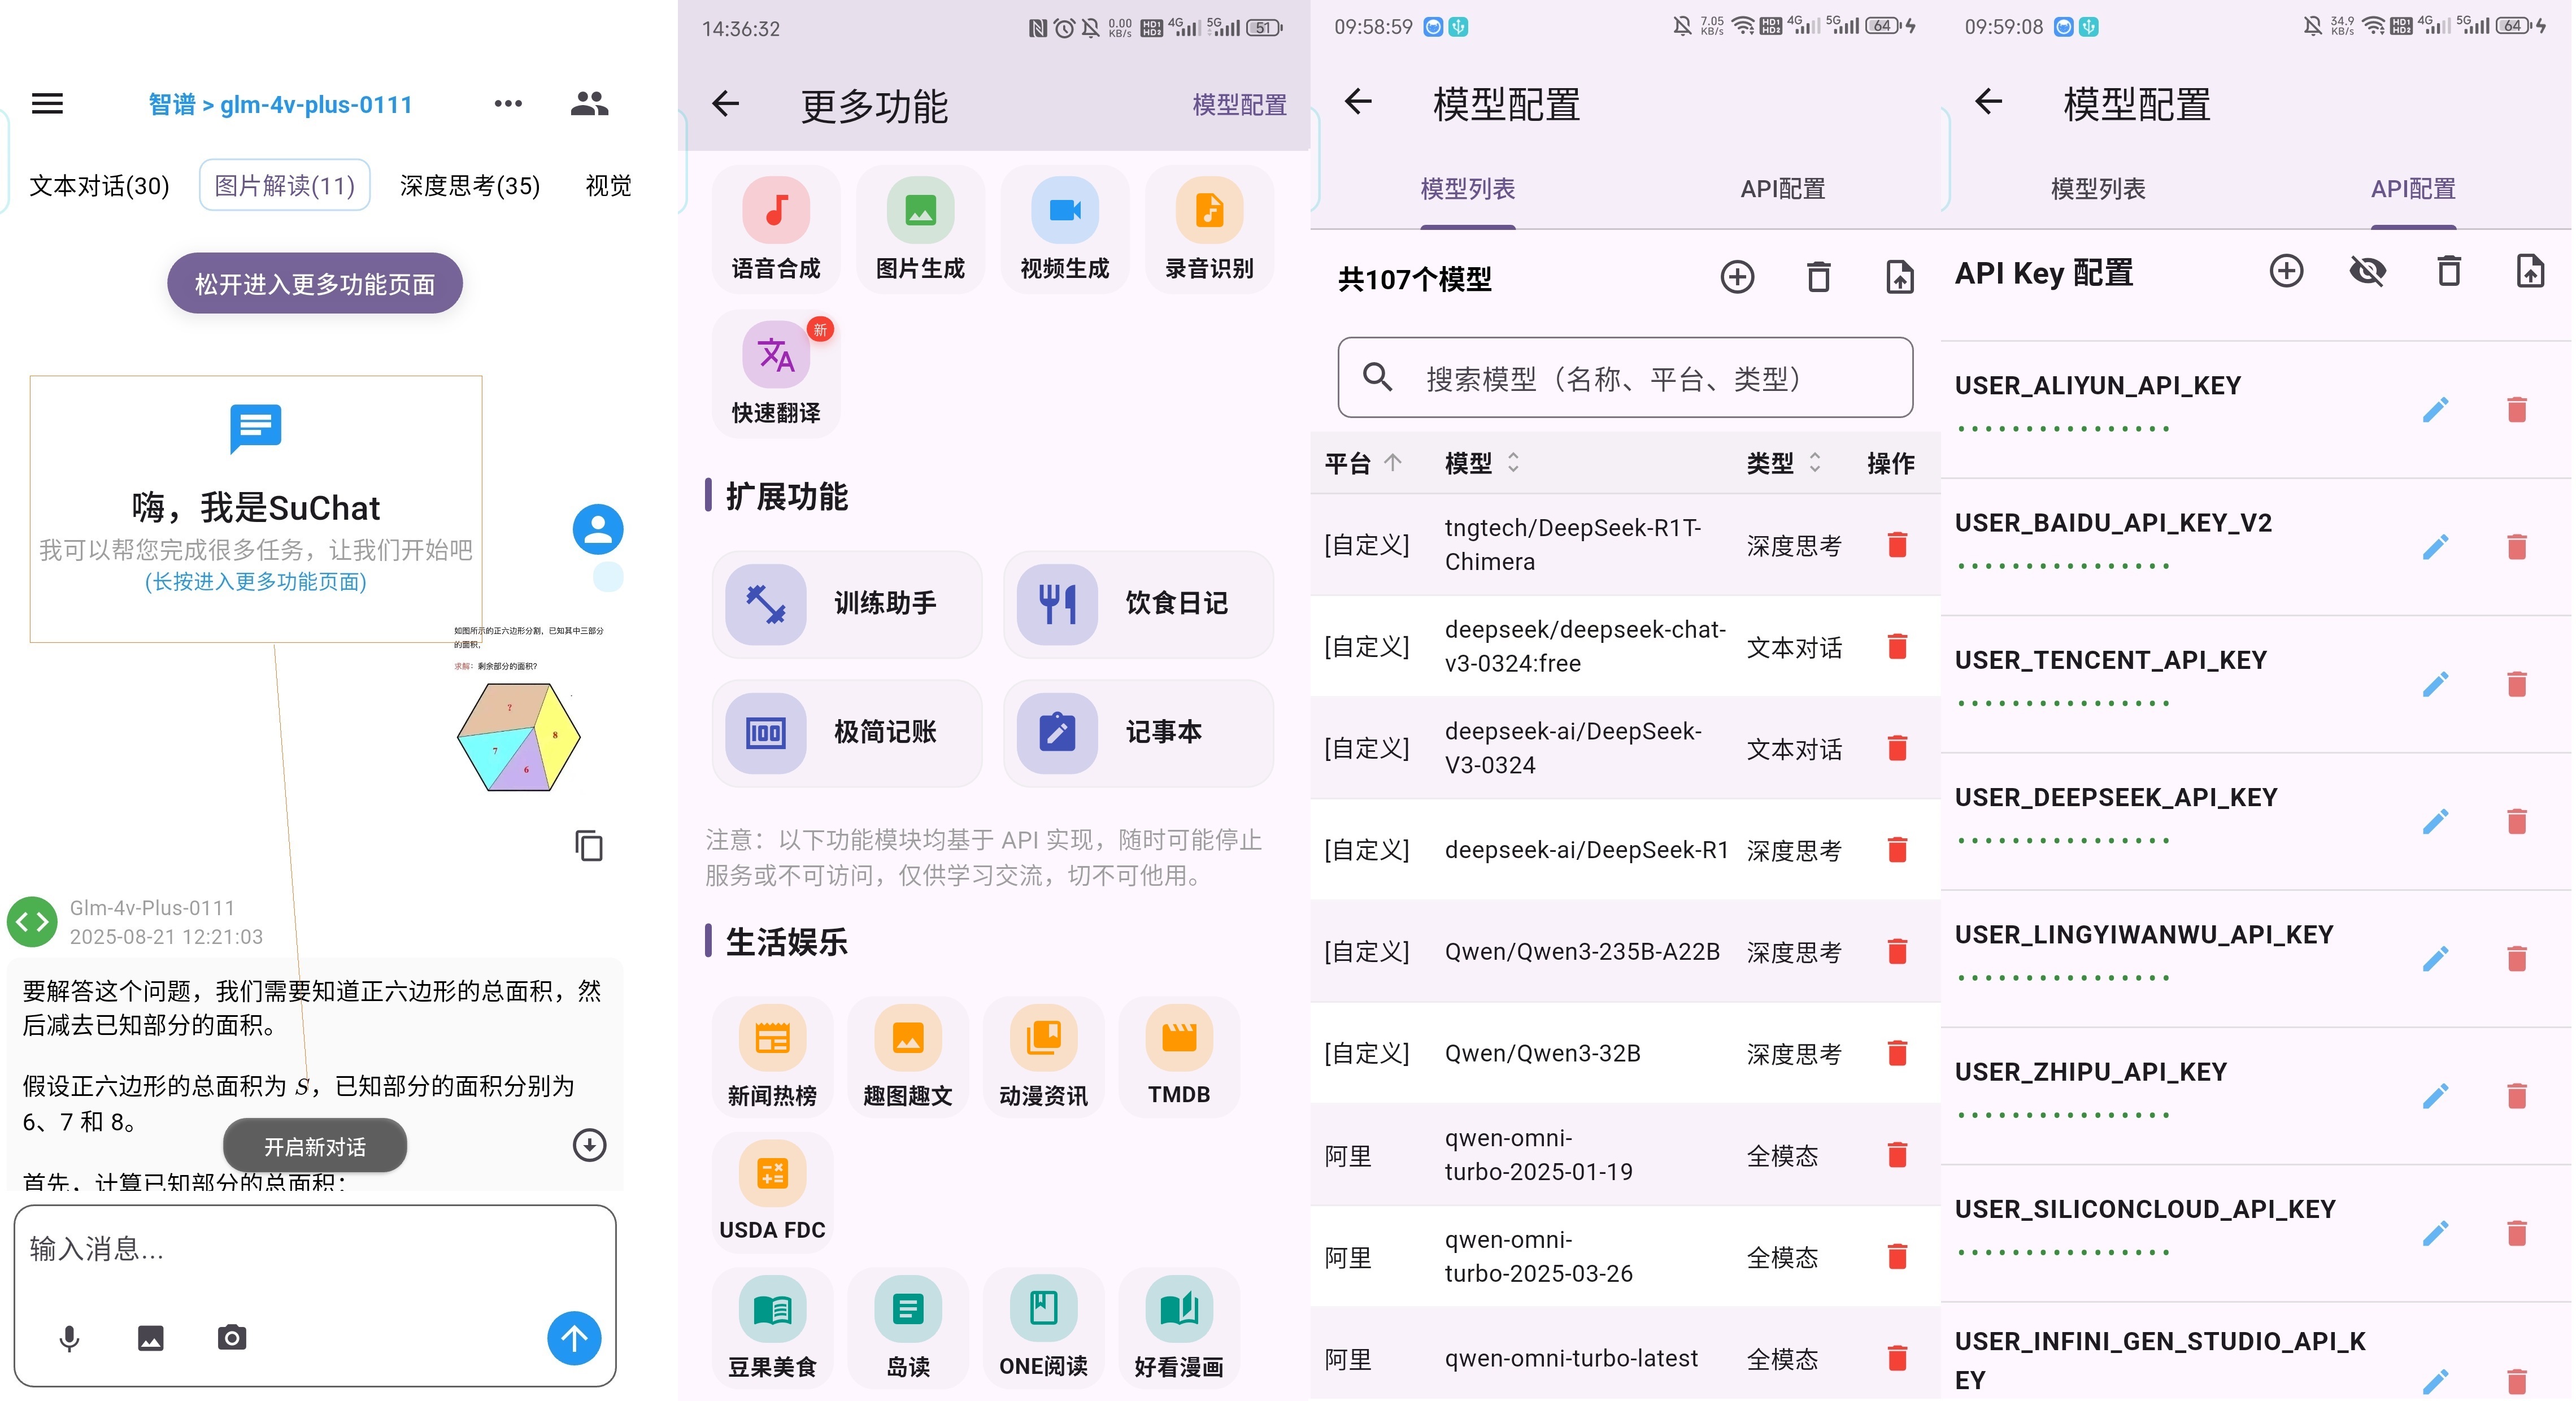 智谱 > glm-4v-plus-0111
文本对话(30)
图片解读(11)
深度思考(35)
视觉
松开进入更多功能页面
嗨，我是SuChat
我可以帮您完成很多任务，让我们开始吧
(长按进入更多功能页面)
如图所示的正六边形分割，已知其中三部分
的面积，
求解：剩余部分的面积?
?
8
7
6
Glm-4v-Plus-0111
2025-08-21 12:21:03
要解答这个问题，我们需要知道正六边形的总面积，然
后减去已知部分的面积。
假设正六边形的总面积为 S，已知部分的面积分别为
6、7 和 8。
开启新对话
首先，计算已知部分的总面积：
输入消息...
14:36:32
0.00 KB/s
HD1 HD2
4G
5G
51
更多功能
模型配置
语音合成
图片生成
视频生成
录音识别
新
快速翻译
扩展功能
训练助手
饮食日记
极简记账
记事本
注意：以下功能模块均基于 API 实现，随时可能停止
服务或不可访问，仅供学习交流，切不可他用。
生活娱乐
新闻热榜
趣图趣文
动漫资讯
TMDB
USDA FDC
豆果美食
岛读
ONE阅读
好看漫画
09:58:59
7.05 KB/s
HD1 HD2
4G
5G
64
模型配置
模型列表
API配置
共107个模型
搜索模型（名称、平台、类型）
平台
模型
类型
操作
[自定义]
tngtech/DeepSeek-R1T-
Chimera
深度思考
[自定义]
deepseek/deepseek-chat-
v3-0324:free
文本对话
[自定义]
deepseek-ai/DeepSeek-
V3-0324
文本对话
[自定义]
deepseek-ai/DeepSeek-R1
深度思考
[自定义]
Qwen/Qwen3-235B-A22B
深度思考
[自定义]
Qwen/Qwen3-32B
深度思考
阿里
qwen-omni-
turbo-2025-01-19
全模态
阿里
qwen-omni-
turbo-2025-03-26
全模态
阿里
qwen-omni-turbo-latest
全模态
09:59:08
34.9 KB/s
HD1 HD2
4G
5G
64
模型配置
模型列表
API配置
API Key 配置
USER_ALIYUN_API_KEY
USER_BAIDU_API_KEY_V2
USER_TENCENT_API_KEY
USER_DEEPSEEK_API_KEY
USER_LINGYIWANWU_API_KEY
USER_ZHIPU_API_KEY
USER_SILICONCLOUD_API_KEY
USER_INFINI_GEN_STUDIO_API_K
EY